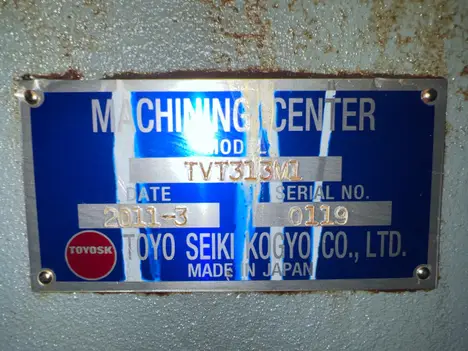 MACHINING CENTER
MODEL
TVT313M1
DATE SERIAL NO.
2011-3 0119
TOYOSK TOYO SEIKI KOGYO CO., LTD.
MADE IN JAPAN